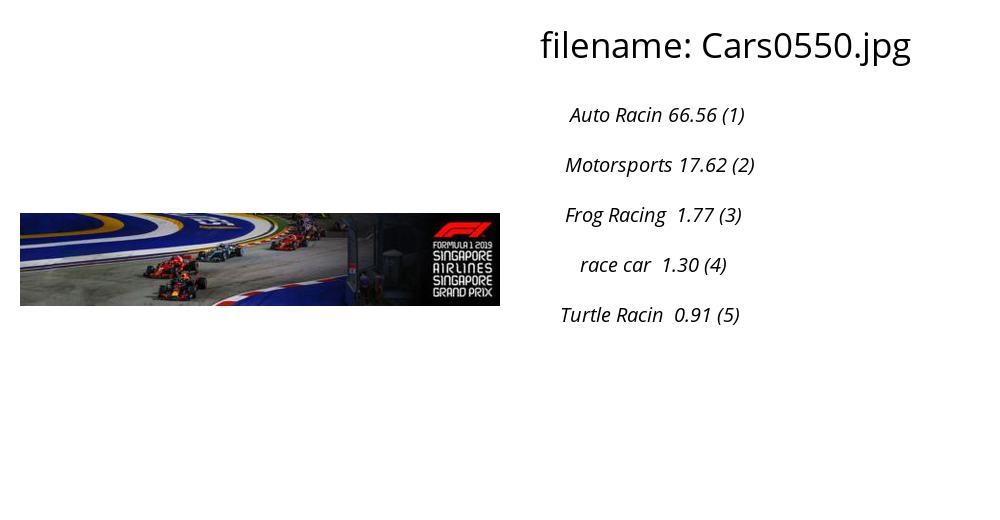 filename: Cars0550.jpg
Auto Racin 66.56 (1)
Motorsports 17.62 (2)
Frog Racing 1.77 (3)
race car 1.30 (4)
Turtle Racin 0.91 (5)
F1
FORMULA 1 2019
SINGAPORE
AIRLINES
SINGAPORE
GRAND PRIX